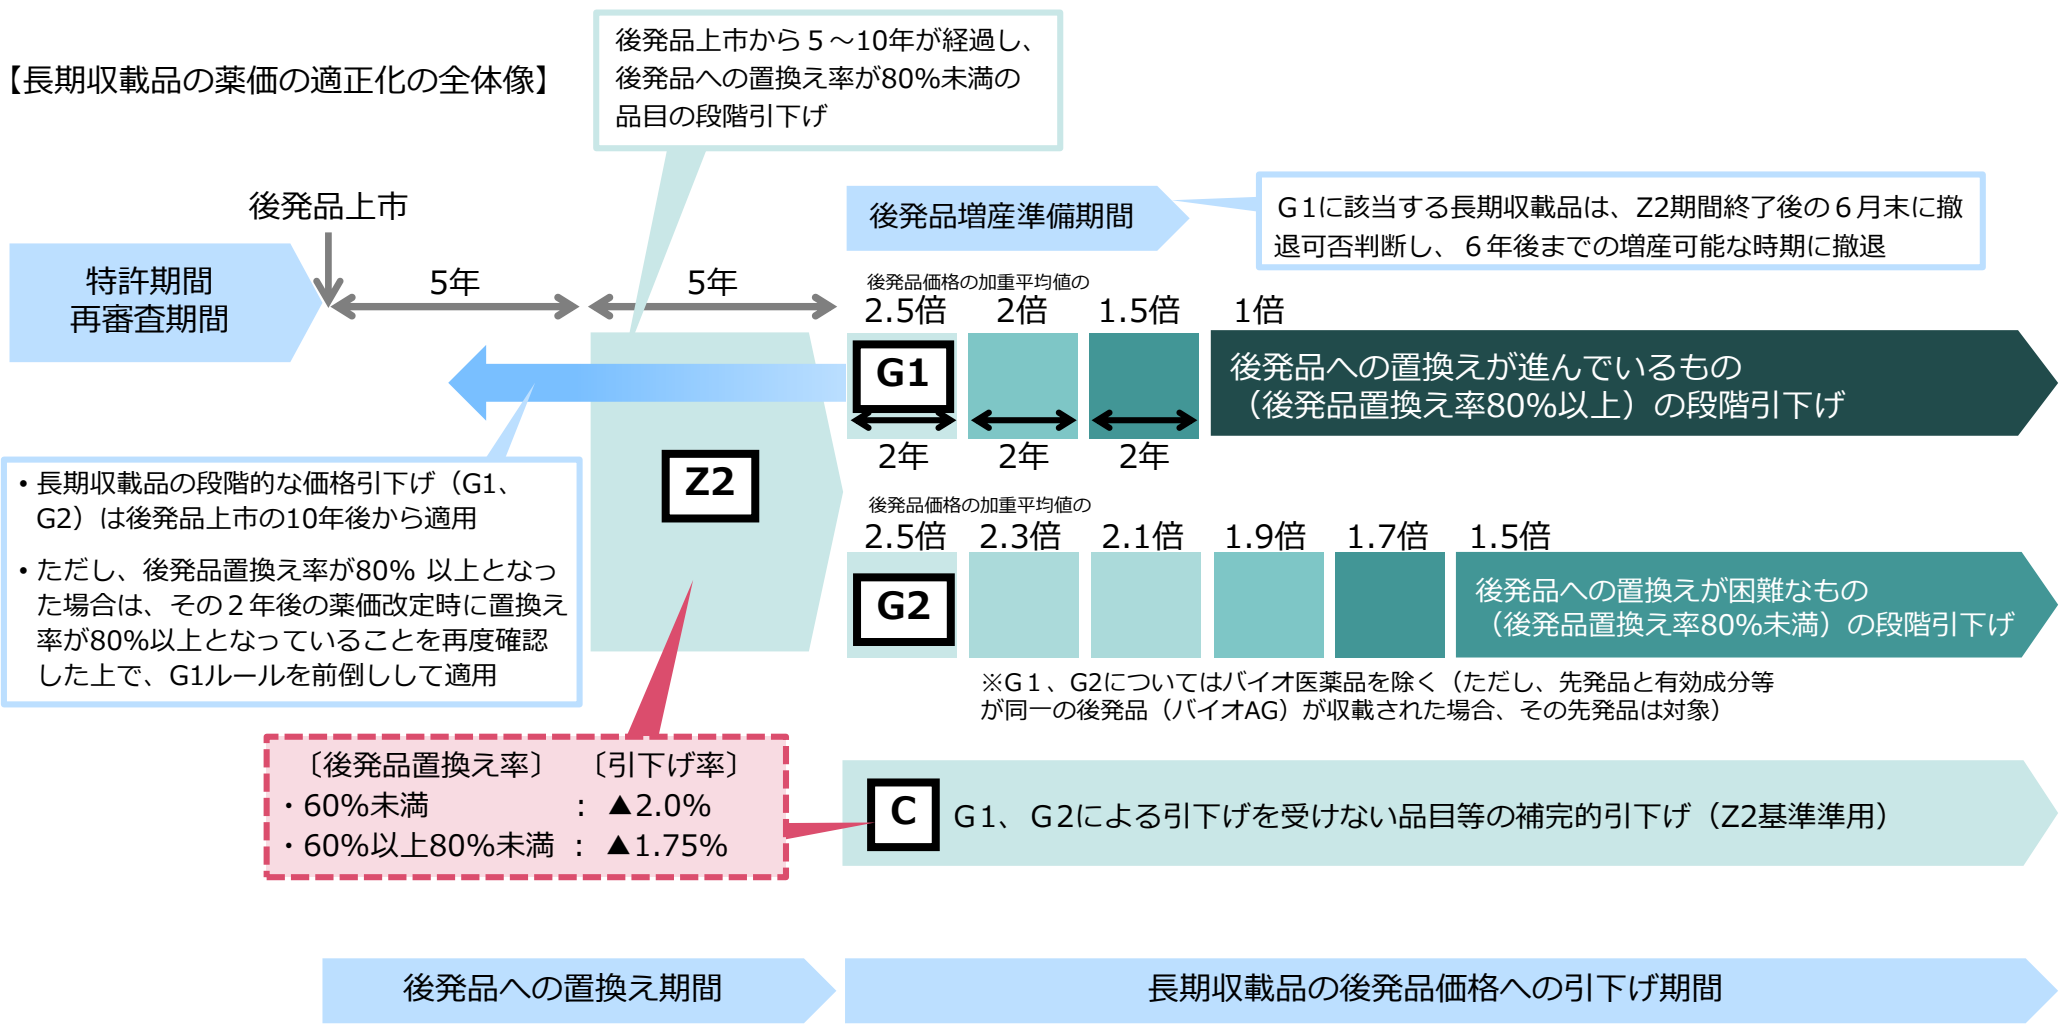 【長期収載品の薬価の適正化の全体像】
後発品上市から５～10年が経過し、
後発品への置換え率が80%未満の
品目の段階引下げ
後発品上市
特許期間
再審査期間
5年
5年
後発品増産準備期間
Ｇ1に該当する長期収載品は、Z2期間終了後の６月末に撤
退可否判断し、６年後までの増産可能な時期に撤退
後発品価格の加重平均値の
2.5倍 2倍 1.5倍 1倍
G1
後発品への置換えが進んでいるもの
（後発品置換え率80%以上）の段階引下げ
2年 2年 2年
Z2
・長期収載品の段階的な価格引下げ（G1、
G2）は後発品上市の10年後から適用
・ただし、後発品置換え率が80% 以上となっ
た場合は、その２年後の薬価改定時に置換え
率が80%以上となっていることを再度確認
した上で、G1ルールを前倒しして適用
後発品価格の加重平均値の
2.5倍 2.3倍 2.1倍 1.9倍 1.7倍 1.5倍
G2
後発品への置換えが困難なもの
（後発品置換え率80%未満）の段階引下げ
※G１、G2についてはバイオ医薬品を除く（ただし、先発品と有効成分等
が同一の後発品（バイオAG）が収載された場合、その先発品は対象）
〔後発品置換え率〕 〔引下げ率〕
・60%未満 ： ▲2.0%
・60%以上80%未満 ： ▲1.75%
C
Ｇ1、Ｇ2による引下げを受けない品目等の補完的引下げ（Z2基準準用）
後発品への置換え期間
長期収載品の後発品価格への引下げ期間